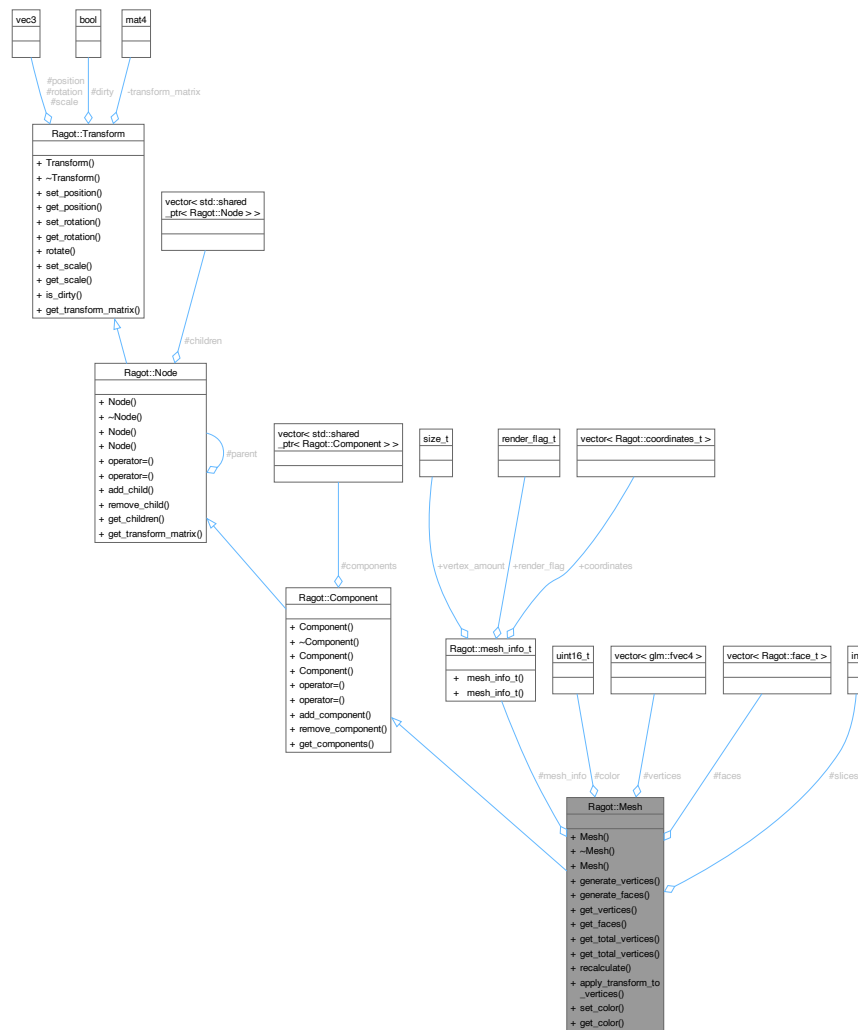 vec3
bool
mat4
#position
#rotation
#scale
#dirty
-transform_matrix
Ragot::Transform
+ Transform()
+ ~Transform()
+ set_position()
+ get_position()
+ set_rotation()
+ get_rotation()
+ rotate()
+ set_scale()
+ get_scale()
+ is_dirty()
+ get_transform_matrix()
vector< std::shared
_ptr< Ragot::Node > >
#children
Ragot::Node
+ Node()
+ ~Node()
+ Node()
+ Node()
+ operator=()
+ operator=()
+ add_child()
+ remove_child()
+ get_children()
+ get_transform_matrix()
#parent
vector< std::shared
_ptr< Ragot::Component > >
#components
size_t
render_flag_t
vector< Ragot::coordinates_t >
+vertex_amount
+render_flag
+coordinates
Ragot::Component
+ Component()
+ ~Component()
+ Component()
+ Component()
+ operator=()
+ operator=()
+ add_component()
+ remove_component()
+ get_components()
Ragot::mesh_info_t
+ mesh_info_t()
+ mesh_info_t()
uint16_t
vector< glm::fvec4 >
vector< Ragot::face_t >
#mesh_info
#color
#vertices
#faces
#slices
Ragot::Mesh
+ Mesh()
+ ~Mesh()
+ Mesh()
+ generate_vertices()
+ generate_faces()
+ get_vertices()
+ get_faces()
+ get_total_vertices()
+ get_total_vertices()
+ recalculate()
+ apply_transform_to
_vertices()
+ set_color()
+ get_color()